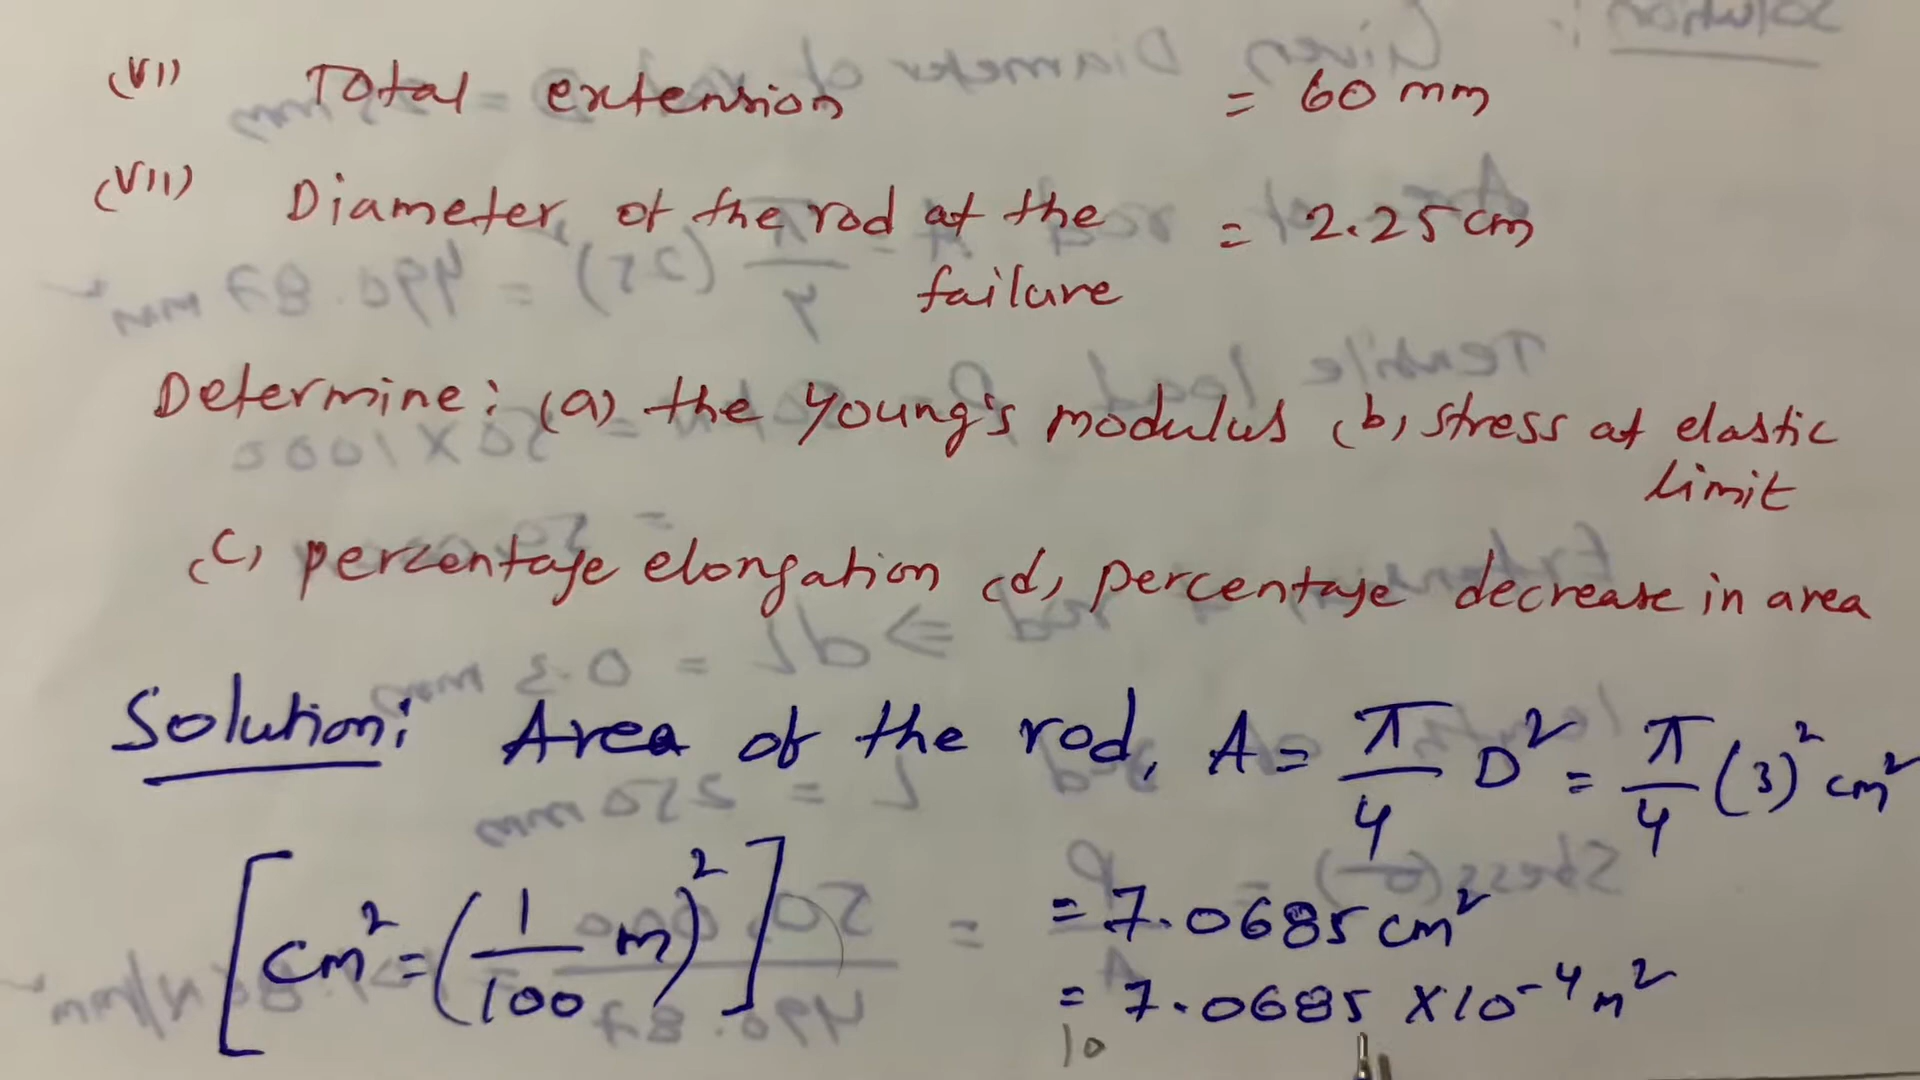 (VI) Total extension = 60 mm
(VII) Diameter of the rod at the = 2.25cm
failure
Determine: (a) the Young's modulus (b) stress at elastic
limit
(c) percentage elongation (d) percentage decrease in area
Solution: Area of the rod, A = π/4 D² = π/4 (3)² cm²
[cm² = (1/100 m)²] = 7.0685 cm²
= 7.0685 ×10⁻⁴ m²
10